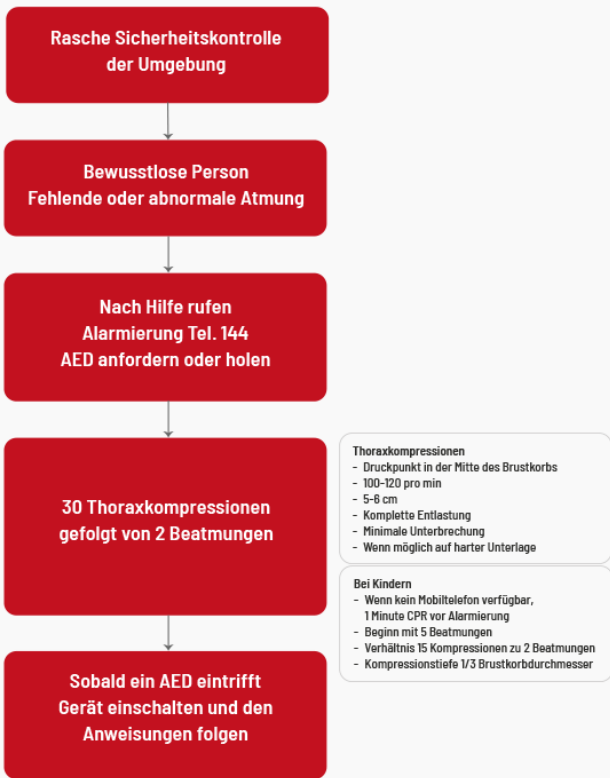 Rasche Sicherheitskontrolle
der Umgebung
Bewusstlose Person
Fehlende oder abnormale Atmung
Nach Hilfe rufen
Alarmierung Tel. 144
AED anfordern oder holen
30 Thoraxkompressionen
gefolgt von 2 Beatmungen
Thoraxkompressionen
- Druckpunkt in der Mitte des Brustkorbs
- 100-120 pro min
- 5-6 cm
- Komplette Entlastung
- Minimale Unterbrechung
- Wenn möglich auf harter Unterlage
Bei Kindern
- Wenn kein Mobiltelefon verfügbar,
1 Minute CPR vor Alarmierung
- Beginn mit 5 Beatmungen
- Verhältnis 15 Kompressionen zu 2 Beatmungen
- Kompressionstiefe 1/3 Brustkorbdurchmesser
Sobald ein AED eintrifft
Gerät einschalten und den
Anweisungen folgen